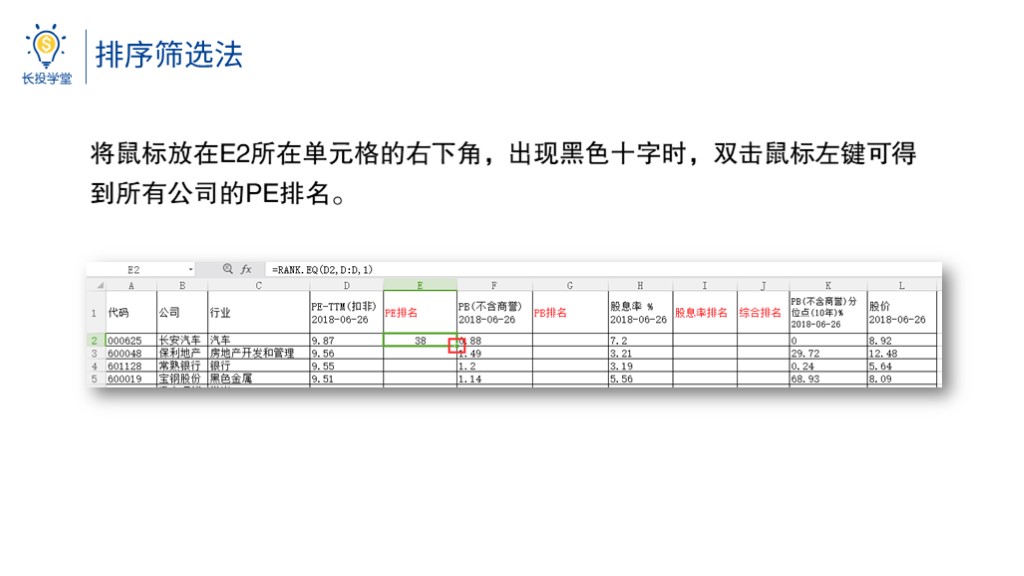 长投学堂
排序筛选法
将鼠标放在E2所在单元格的右下角，出现黑色十字时，双击鼠标左键可得
到所有公司的PE排名。
E2 fx =RANK.EQ(D2,D:D,1)
A B C D E F G H I J K L
1 代码 公司 行业 PE-TTM(扣非) 2018-06-26 PE排名 PB(不含商誉) 2018-06-26 PB排名 股息率 % 2018-06-26 股息率排名 综合排名 PB(不含商誉)分位点(10年)% 2018-06-26 股价
2 000625 长安汽车 汽车 9.87 38 0.88 7.2 0 8.92
3 600048 保利地产 房地产开发和管理 9.56 1.49 3.21 29.72 12.48
4 601128 常熟银行 银行 9.55 1.2 3.19 0.24 5.64
5 600019 宝钢股份 黑色金属 9.51 1.14 5.56 68.93 8.09